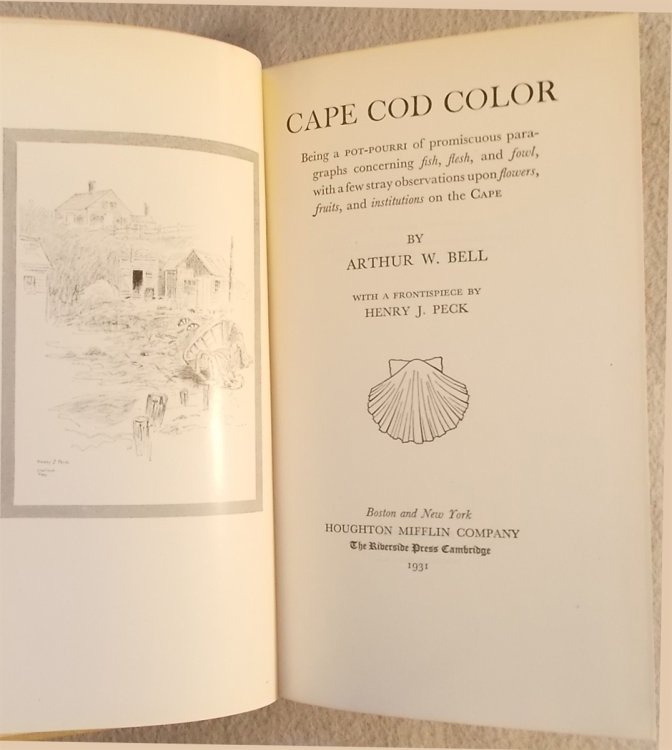 Henry J. Peck
CAPE COD COLOR
Being a POT-POURRI of promiscuous para-
graphs concerning fish, flesh, and fowl,
with a few stray observations upon flowers,
fruits, and institutions on the CAPE
BY
ARTHUR W. BELL
WITH A FRONTISPIECE BY
HENRY J. PECK
Boston and New York
HOUGHTON MIFFLIN COMPANY
The Riverside Press Cambridge
1931